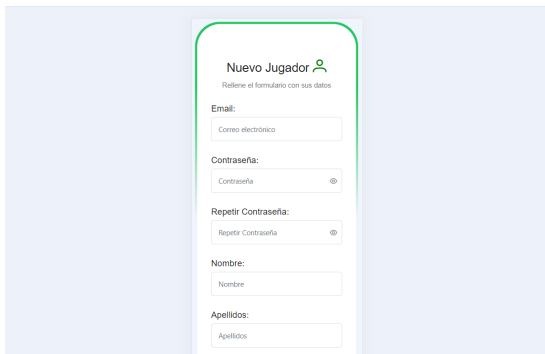 Nuevo Jugador
Rellene el formulario con sus datos
Email:
Correo electrónico
Contraseña:
Contraseña
Repetir Contraseña:
Repetir Contraseña
Nombre:
Nombre
Apellidos:
Apellidos